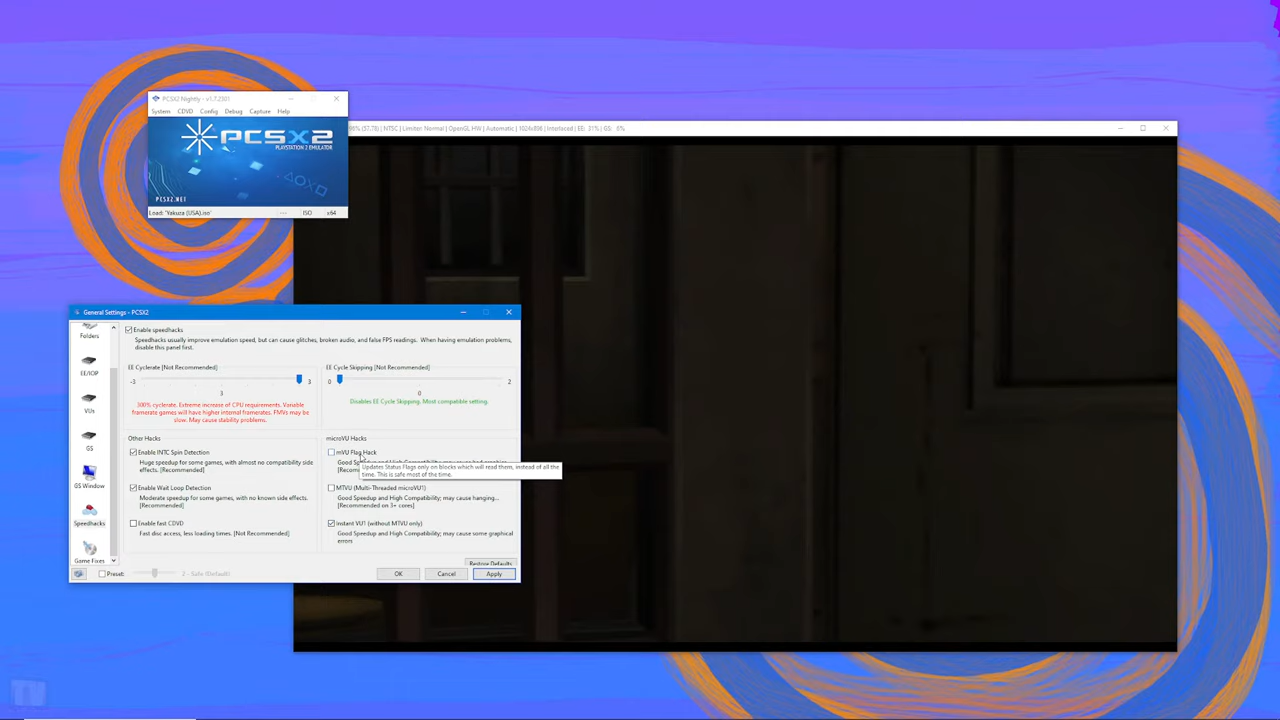 PCSX2 Nightly - v1.7.2301
System CDVD Config Debug Capture Help
PCSX2
PLAYSTATION 2 EMULATOR
PCSX2.NET
Load: 'Yakuza (USA).iso' --- ISO x64
96% (57.78) | NTSC | Limiter: Normal | OpenGL HW | Automatic | 1024x896 | Interlaced | EE: 31% | GS: 6%
General Settings - PCSX2
Folders
EE/IOP
VUs
GS
GS Window
Speedhacks
Game Fixes
Enable speedhacks
Speedhacks usually improve emulation speed, but can cause glitches, broken audio, and false FPS readings. When having emulation problems,
disable this panel first.
EE Cyclerate [Not Recommended]
-3 3
3
300% cyclerate. Extreme increase of CPU requirements. Variable
framerate games will have higher internal framerates. FMVs may be
slow. May cause stability problems.
EE Cycle Skipping [Not Recommended]
0 2
0
Disables EE Cycle Skipping. Most compatible setting.
Other Hacks
Enable INTC Spin Detection
Huge speedup for some games, with almost no compatibility side
effects. [Recommended]
Enable Wait Loop Detection
Moderate speedup for some games, with no known side effects.
[Recommended]
Enable fast CDVD
Fast disc access, less loading times. [Not Recommended]
microVU Hacks
mVU Flag Hack
Updates Status Flags only on blocks which will read them, instead of all the
time. This is safe most of the time.
MTVU (Multi-Threaded microVU1)
Good Speedup and High Compatibility; may cause hanging...
[Recommended on 3+ cores]
Instant VU1 (without MTVU only)
Good Speedup and High Compatibility; may cause some graphical
errors
Restore Defaults
Preset: 2 - Safe (Default)
OK Cancel Apply